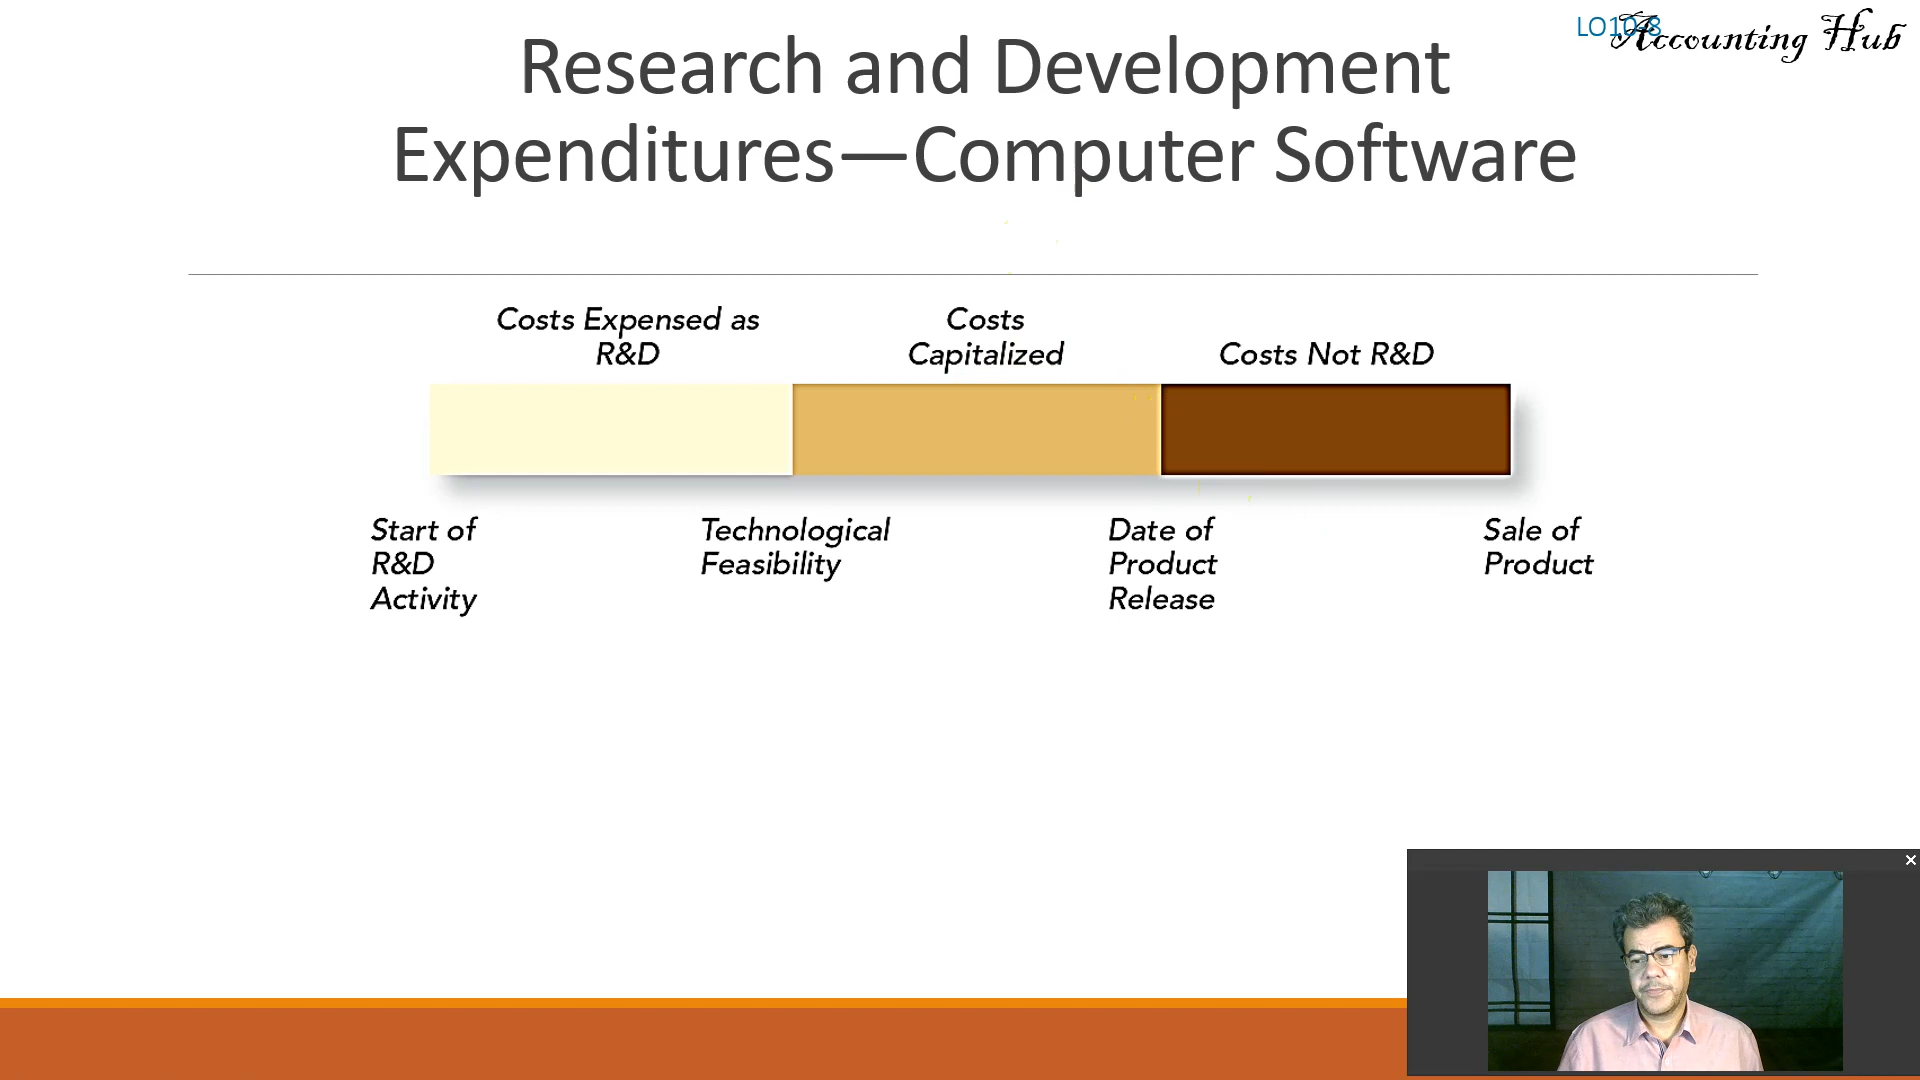 LO10-8
Accounting Hub
Research and Development
Expenditures—Computer Software
Costs Expensed as
R&D
Costs
Capitalized
Costs Not R&D
Start of
R&D
Activity
Technological
Feasibility
Date of
Product
Release
Sale of
Product